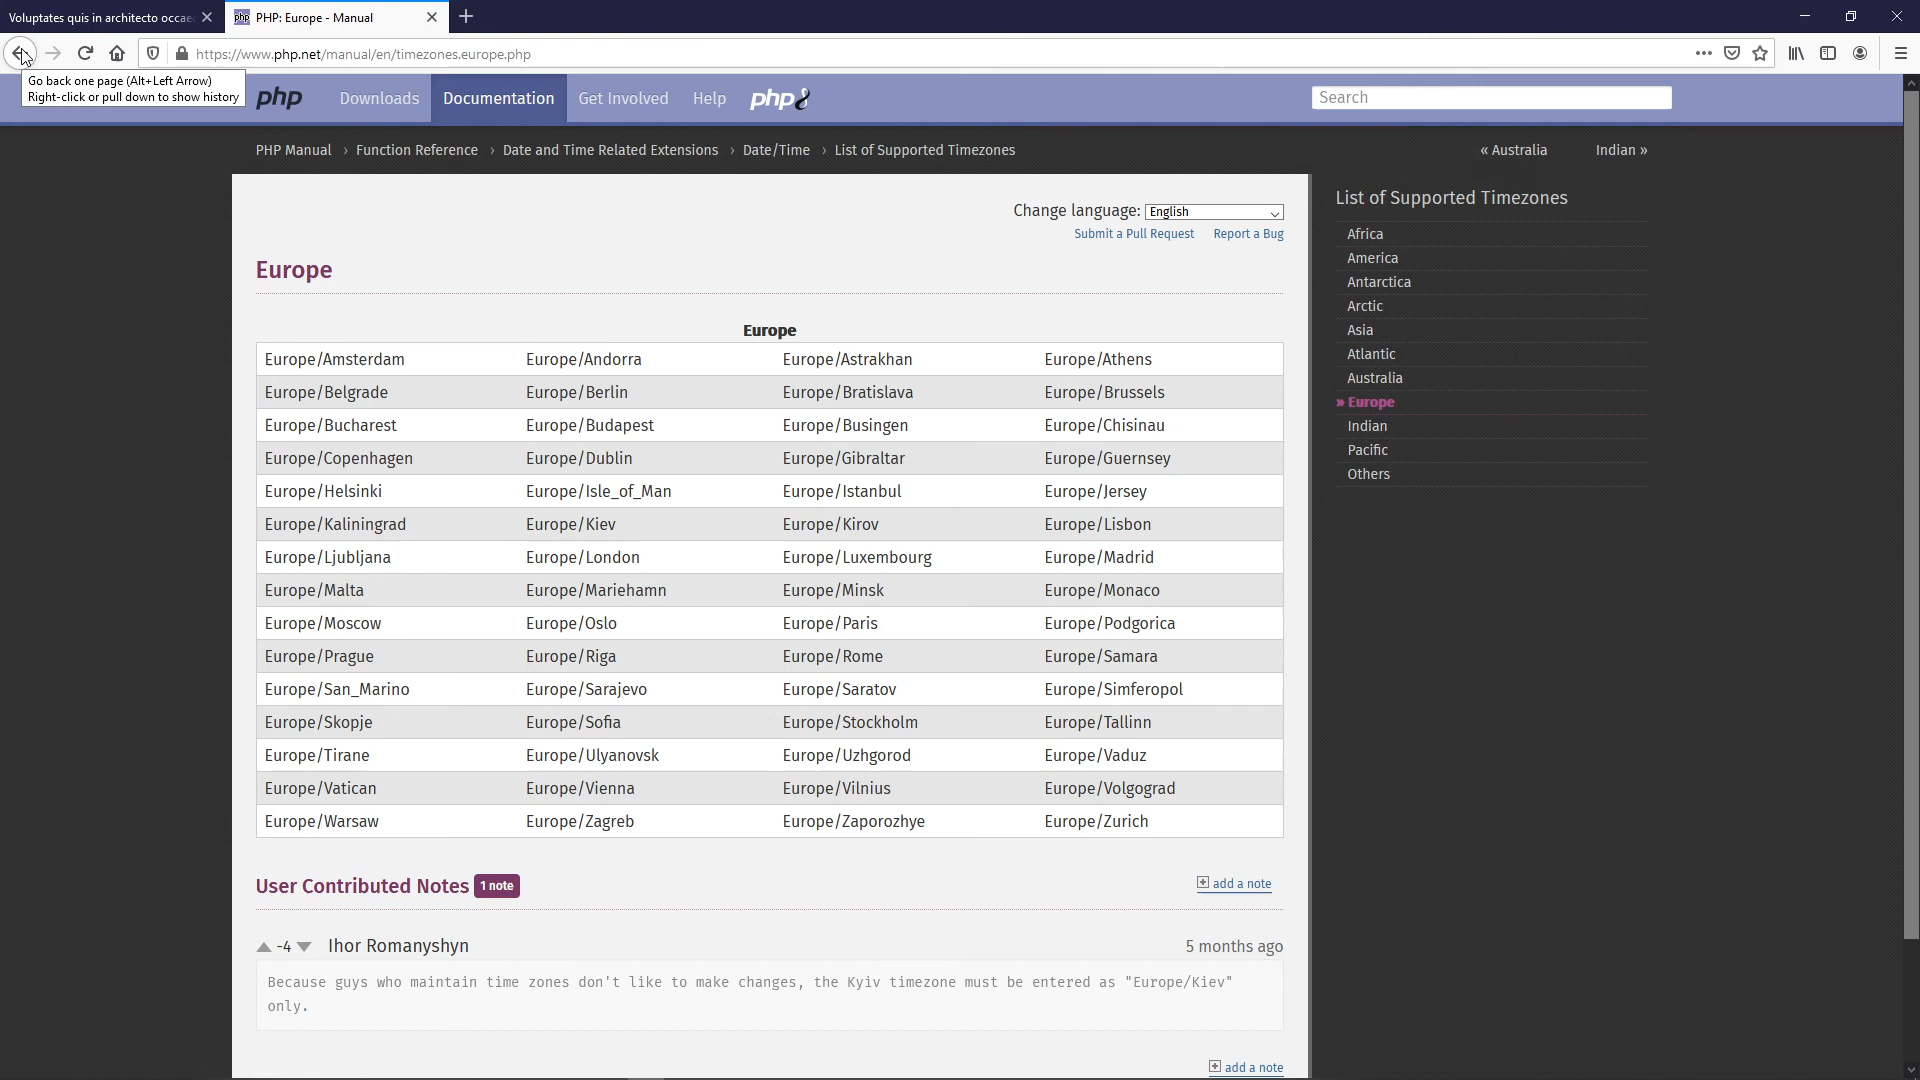 Voluptates quis in architecto occae
PHP: Europe - Manual
https://www.php.net/manual/en/timezones.europe.php
Go back one page (Alt+Left Arrow)
Right-click or pull down to show history
php
Downloads
Documentation
Get Involved
Help
php8
Search
PHP Manual › Function Reference › Date and Time Related Extensions › Date/Time › List of Supported Timezones
« Australia
Indian »
Change language: English
Submit a Pull Request Report a Bug
Europe
Europe
Europe/Amsterdam Europe/Andorra Europe/Astrakhan Europe/Athens
Europe/Belgrade Europe/Berlin Europe/Bratislava Europe/Brussels
Europe/Bucharest Europe/Budapest Europe/Busingen Europe/Chisinau
Europe/Copenhagen Europe/Dublin Europe/Gibraltar Europe/Guernsey
Europe/Helsinki Europe/Isle_of_Man Europe/Istanbul Europe/Jersey
Europe/Kaliningrad Europe/Kiev Europe/Kirov Europe/Lisbon
Europe/Ljubljana Europe/London Europe/Luxembourg Europe/Madrid
Europe/Malta Europe/Mariehamn Europe/Minsk Europe/Monaco
Europe/Moscow Europe/Oslo Europe/Paris Europe/Podgorica
Europe/Prague Europe/Riga Europe/Rome Europe/Samara
Europe/San_Marino Europe/Sarajevo Europe/Saratov Europe/Simferopol
Europe/Skopje Europe/Sofia Europe/Stockholm Europe/Tallinn
Europe/Tirane Europe/Ulyanovsk Europe/Uzhgorod Europe/Vaduz
Europe/Vatican Europe/Vienna Europe/Vilnius Europe/Volgograd
Europe/Warsaw Europe/Zagreb Europe/Zaporozhye Europe/Zurich
User Contributed Notes 1 note
add a note
-4 Ihor Romanyshyn
5 months ago
Because guys who maintain time zones don't like to make changes, the Kyiv timezone must be entered as "Europe/Kiev"
only.
add a note
List of Supported Timezones
Africa
America
Antarctica
Arctic
Asia
Atlantic
Australia
» Europe
Indian
Pacific
Others